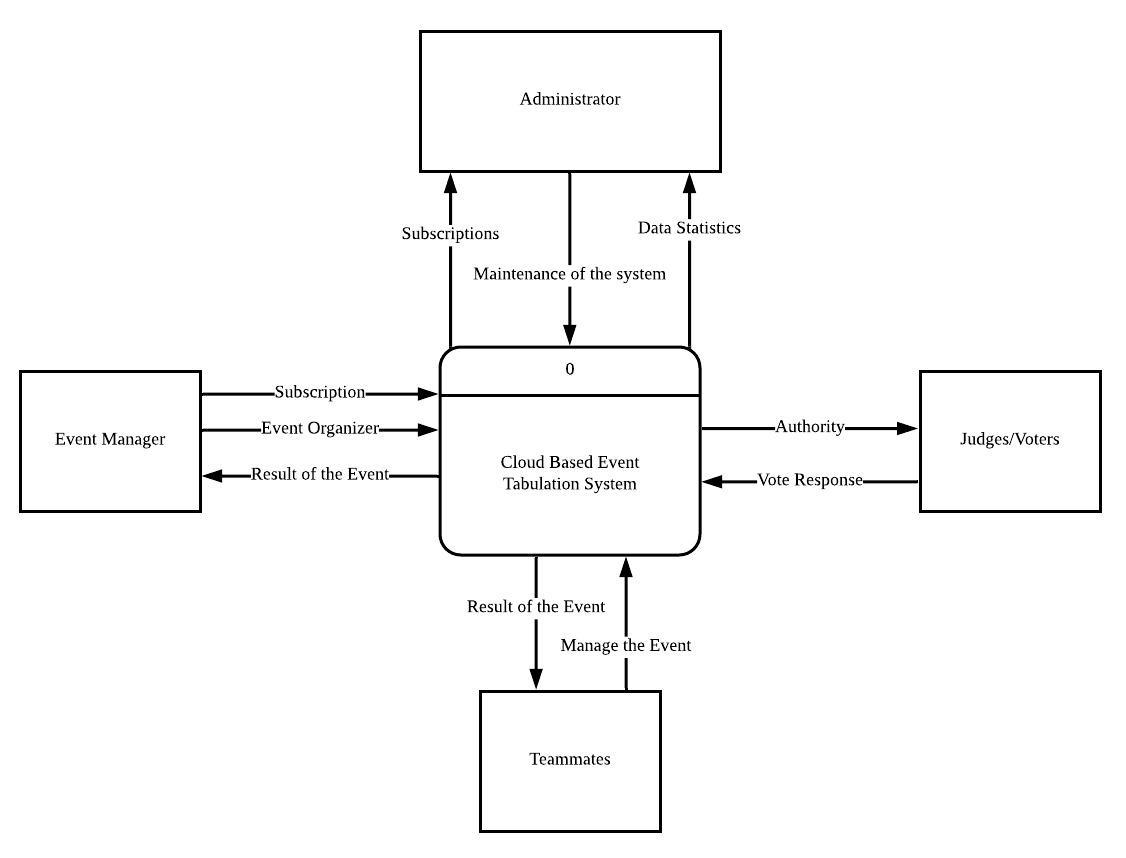 Administrator
Subscriptions
Data Statistics
Maintenance of the system
0
Subscription
Event Organizer
Result of the Event
Event Manager
Cloud Based Event
Tabulation System
Authority
Vote Response
Judges/Voters
Result of the Event
Manage the Event
Teammates